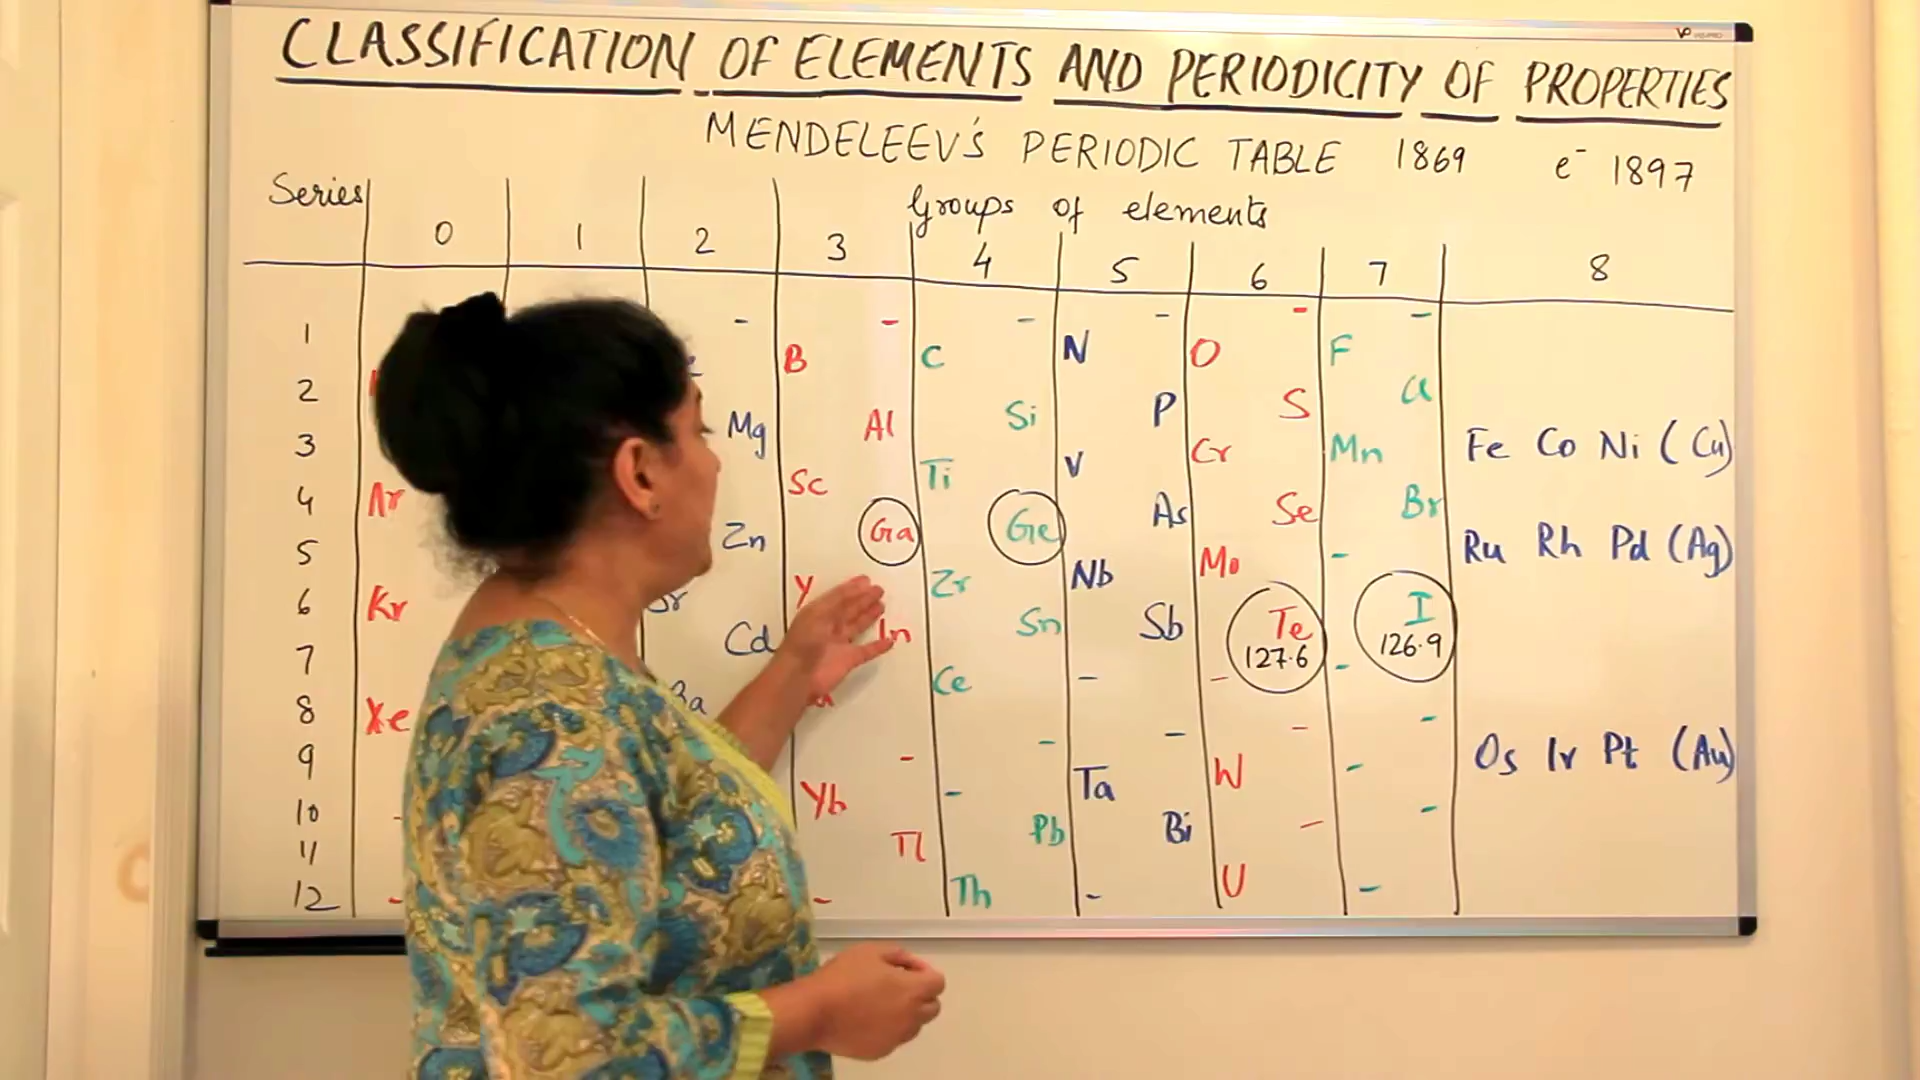 CLASSIFICATION OF ELEMENTS AND PERIODICITY OF PROPERTIES
MENDELEEV'S PERIODIC TABLE 1869 e⁻ 1897
Series Groups of elements
0 1 2 3 4 5 6 7 8
1 - - - - - -
2 B C N O F
3 Mg Al Si P S Cl
4 Ar Sc Ti V Cr Mn Fe Co Ni (Cu)
5 Zn Ga Ge As Se Br
6 Kr Sr Y Zr Nb Mo - Ru Rh Pd (Ag)
7 Cd In Sn Sb Te 127.6 I 126.9
8 Xe Ba Ce - - -
9 - - - - -
10 - Yb - Ta W - Os Ir Pt (Au)
11 Tl Pb Bi - -
12 - - Th - U -